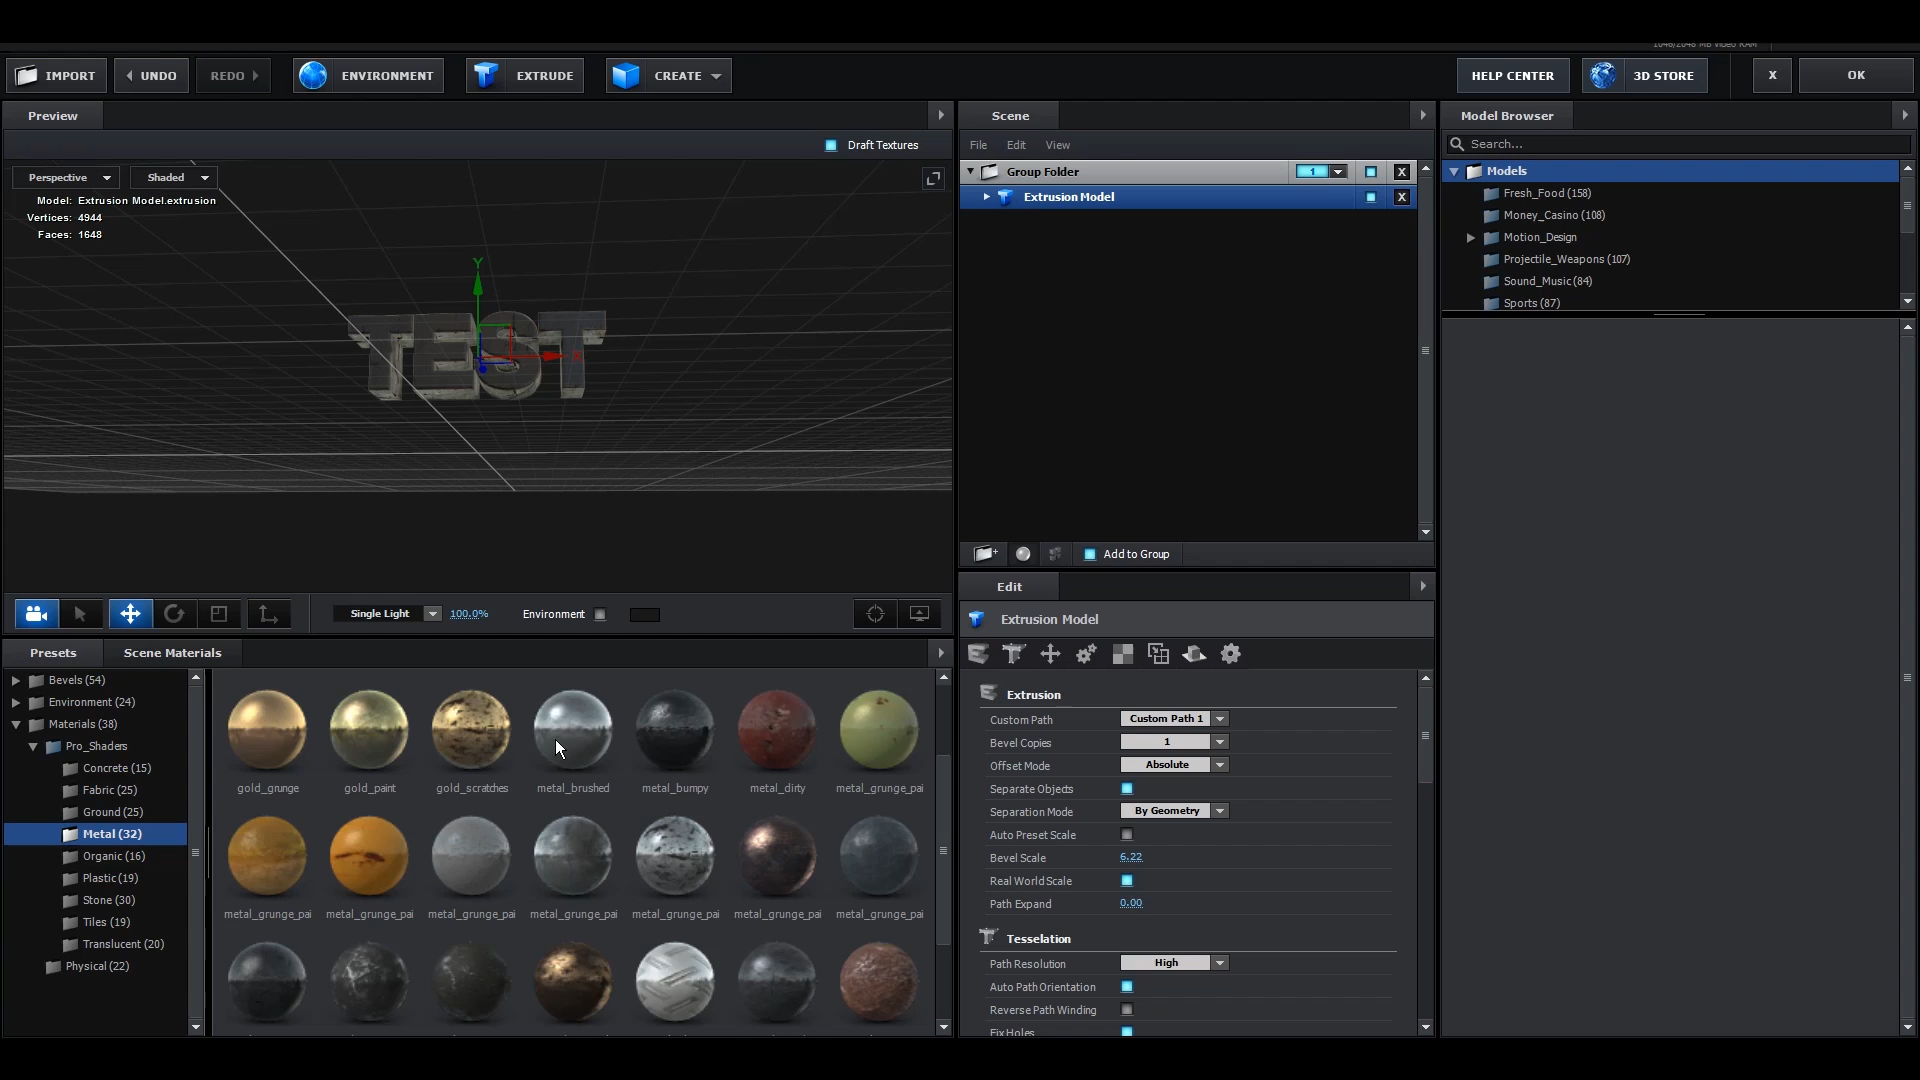 1046/2048 MB Video RAM
IMPORT
UNDO
REDO
ENVIRONMENT
EXTRUDE
CREATE
HELP CENTER
3D STORE
X
OK
Preview
Draft Textures
Perspective
Shaded
Model: Extrusion Model.extrusion
Vertices: 4944
Faces: 1648
Y
TEST
X
Single Light
100.0%
Environment
Presets
Scene Materials
Bevels (54)
Environment (24)
Materials (38)
Pro_Shaders
Concrete (15)
Fabric (25)
Ground (25)
Metal (32)
Organic (16)
Plastic (19)
Stone (30)
Tiles (19)
Translucent (20)
Physical (22)
gold_grunge
gold_paint
gold_scratches
metal_brushed
metal_bumpy
metal_dirty
metal_grunge_pai
metal_grunge_pai
metal_grunge_pai
metal_grunge_pai
metal_grunge_pai
metal_grunge_pai
metal_grunge_pai
metal_grunge_pai
Scene
File
Edit
View
Group Folder
1
X
Extrusion Model
X
Add to Group
Edit
Extrusion Model
Extrusion
Custom Path
Custom Path 1
Bevel Copies
1
Offset Mode
Absolute
Separate Objects
Separation Mode
By Geometry
Auto Preset Scale
Bevel Scale
6.22
Real World Scale
Path Expand
0.00
Tesselation
Path Resolution
High
Auto Path Orientation
Reverse Path Winding
Fix Holes
Model Browser
Search...
Models
Fresh_Food (158)
Money_Casino (108)
Motion_Design
Projectile_Weapons (107)
Sound_Music (84)
Sports (87)